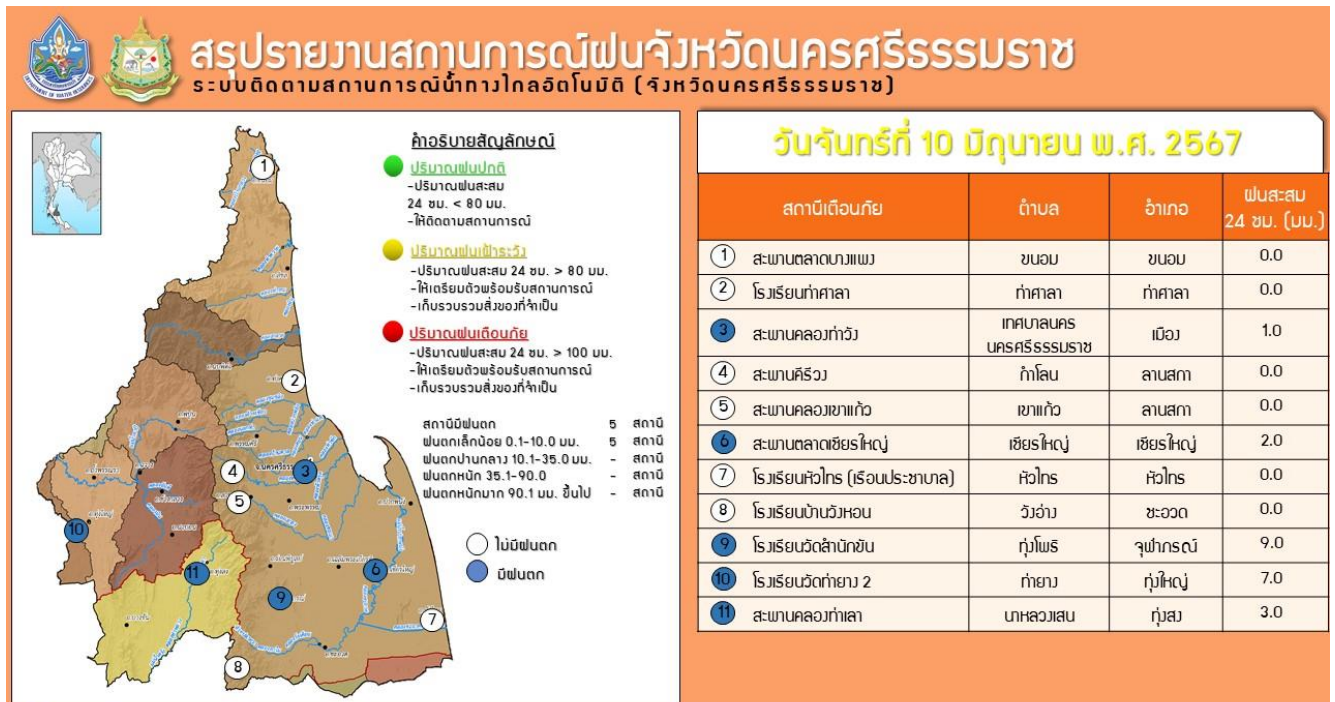 สรุปรายงานสถานการณ์ฝนจังหวัดนครศรีธรรมราช
ระบบติดตามสถานการณ์น้ำทางไกลอัตโนมัติ (จังหวัดนครศรีธรรมราช)
คำอธิบายสัญลักษณ์
ปริมาณฝนปกติ
-ปริมาณฝนสะสม
24 ชม. < 80 มม.
-ให้ติดตามสถานการณ์
ปริมาณฝนเฝ้าระวัง
-ปริมาณฝนสะสม 24 ชม. > 80 มม.
-ให้เตรียมตัวพร้อมรับสถานการณ์
-เก็บรวบรวมสิ่งของที่จำเป็น
ปริมาณฝนเตือนภัย
-ปริมาณฝนสะสม 24 ชม. > 100 มม.
-ให้เตรียมตัวพร้อมรับสถานการณ์
-เก็บรวบรวมสิ่งของที่จำเป็น
สถานีมีฝนตก 5 สถานี
ฝนตกเล็กน้อย 0.1-10.0 มม. 5 สถานี
ฝนตกปานกลาง 10.1-35.0 มม. - สถานี
ฝนตกหนัก 35.1-90.0 - สถานี
ฝนตกหนักมาก 90.1 มม. ขึ้นไป - สถานี
ไม่มีฝนตก
มีฝนตก
1
2
3
4
5
6
7
8
9
10
11
วันจันทร์ที่ 10 มิถุนายน พ.ศ. 2567
สถานีเตือนภัย ตำบล อำเภอ ฝนสะสม
24 ชม. (มม.)
1 สะพานตลาดบางแพง ขนอม ขนอม 0.0
2 โรงเรียนท่าศาลา ท่าศาลา ท่าศาลา 0.0
3 สะพานคลองท่าวัง เทศบาลนคร
นครศรีธรรมราช เมือง 1.0
4 สะพานคีรีวง กำโลน ลานสกา 0.0
5 สะพานคลองเขาแก้ว เขาแก้ว ลานสกา 0.0
6 สะพานตลาดเชียรใหญ่ เชียรใหญ่ เชียรใหญ่ 2.0
7 โรงเรียนหัวไทร (เรือนประชาบาล) หัวไทร หัวไทร 0.0
8 โรงเรียนบ้านวังหอน วังอ่าง ชะอวด 0.0
9 โรงเรียนวัดสำนักขัน ทุ่งโพธิ จุฬาภรณ์ 9.0
10 โรงเรียนวัดท่ายาง 2 ท่ายาง ทุ่งใหญ่ 7.0
11 สะพานคลองท่าเลา นาหลวงเสน ทุ่งสง 3.0